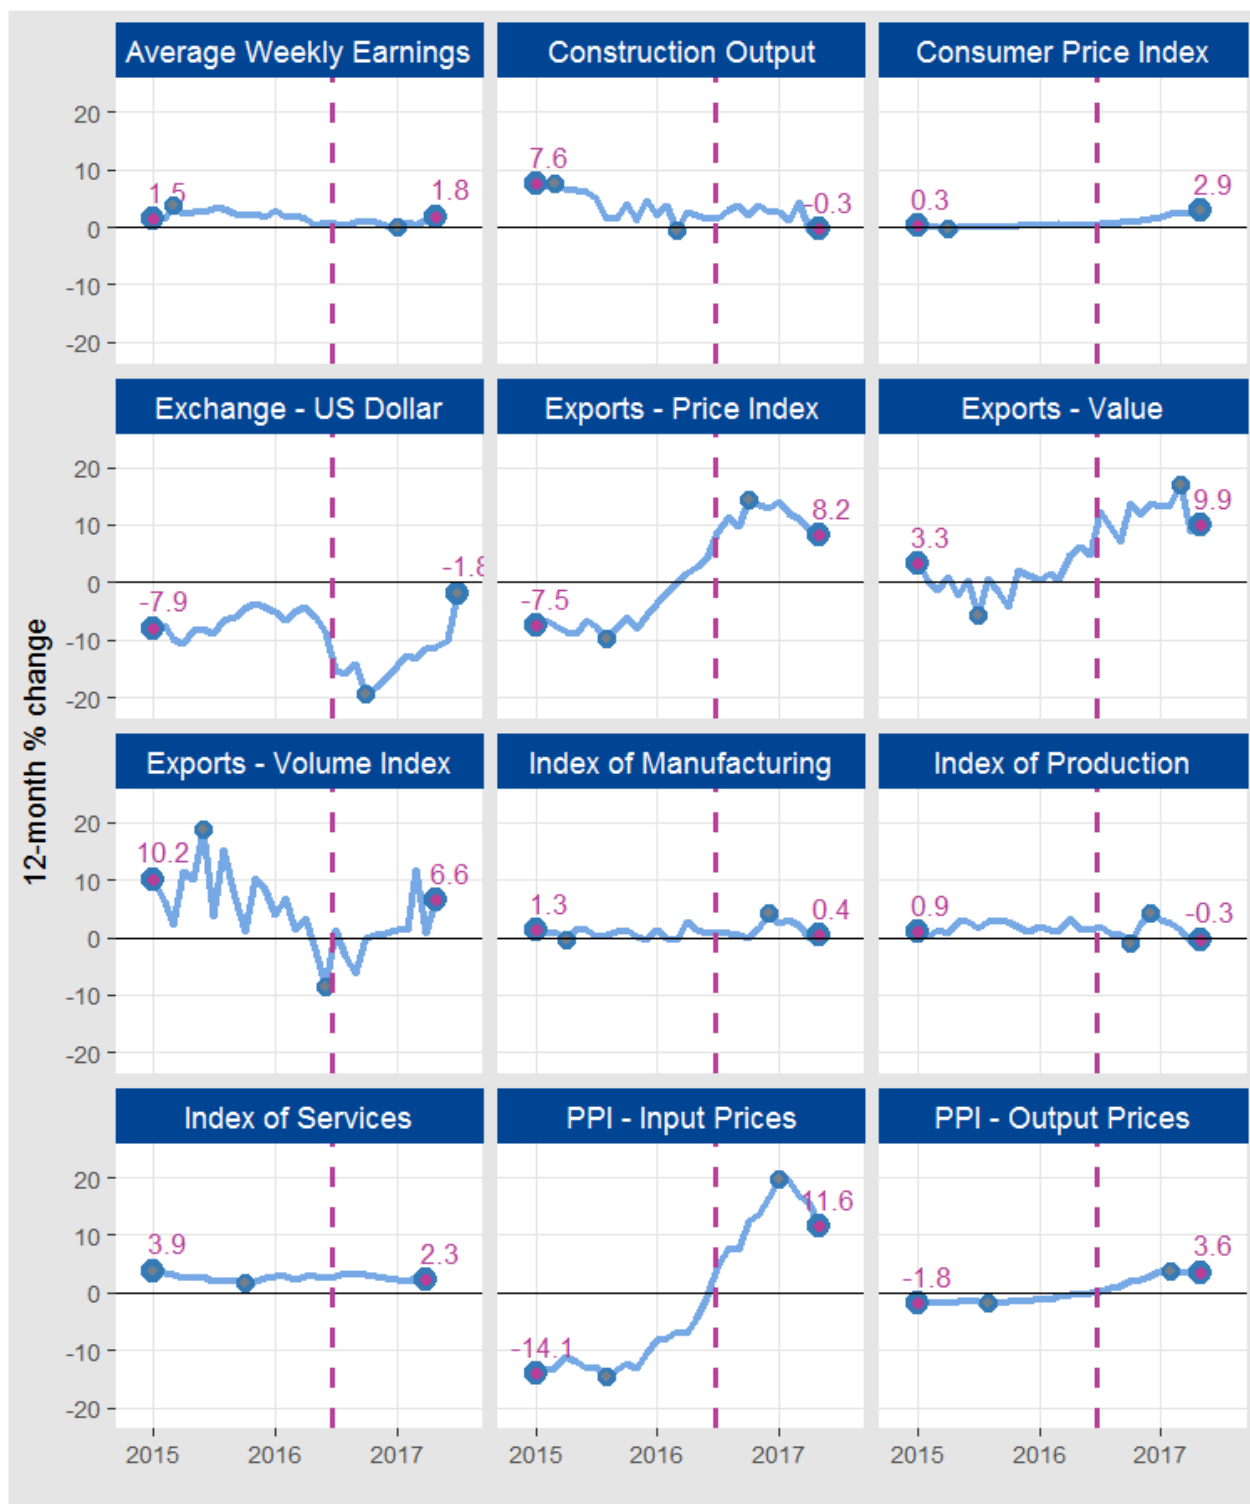 Average Weekly Earnings
Construction Output
Consumer Price Index
20
10
0
-10
-20
1.5
1.8
7.6
-0.3
0.3
2.9
Exchange - US Dollar
Exports - Price Index
Exports - Value
20
10
0
-10
-20
-7.9
-1.8
-7.5
8.2
3.3
9.9
12-month % change
Exports - Volume Index
Index of Manufacturing
Index of Production
20
10
0
-10
-20
10.2
6.6
1.3
0.4
0.9
-0.3
Index of Services
PPI - Input Prices
PPI - Output Prices
20
10
0
-10
-20
3.9
2.3
-14.1
11.6
-1.8
3.6
2015 2016 2017
2015 2016 2017
2015 2016 2017